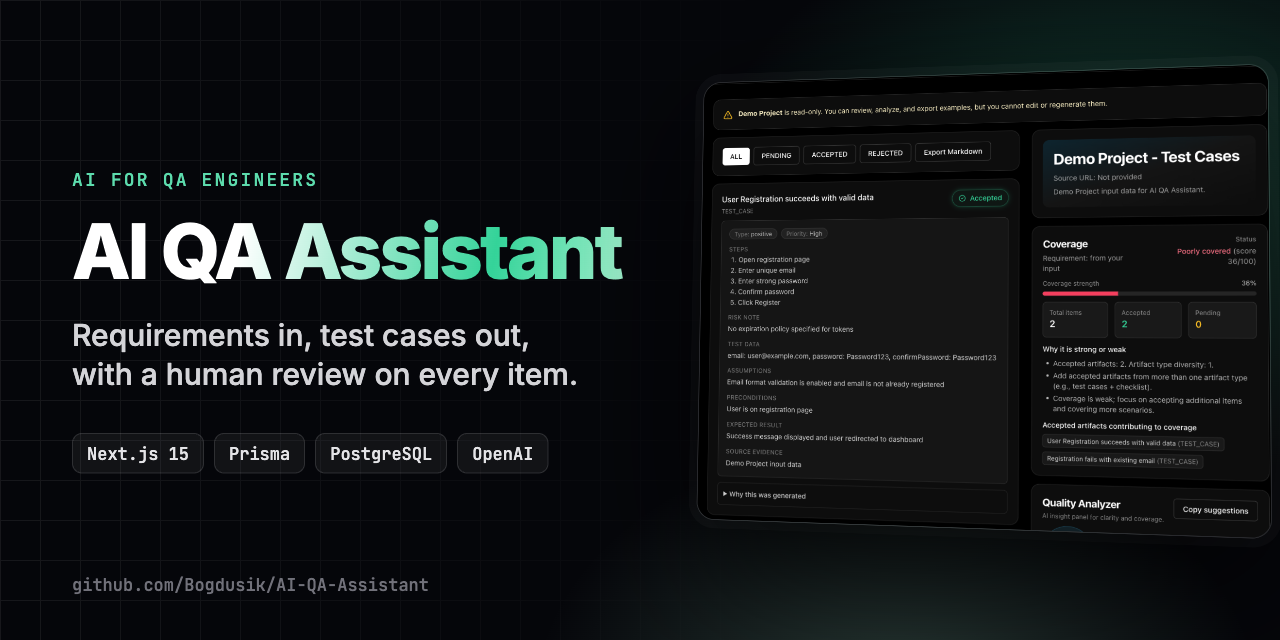 AI FOR QA ENGINEERS
AI QA Assistant
Requirements in, test cases out,
with a human review on every item.
Next.js 15
Prisma
PostgreSQL
OpenAI
github.com/Bogdusik/AI-QA-Assistant
Demo Project is read-only. You can review, analyze, and export examples, but you cannot edit or regenerate them.
ALL
PENDING
ACCEPTED
REJECTED
Export Markdown
User Registration succeeds with valid data
Accepted
TEST_CASE
Type: positive
Priority: High
STEPS
1. Open registration page
2. Enter unique email
3. Enter strong password
4. Confirm password
5. Click Register
RISK NOTE
No expiration policy specified for tokens
TEST DATA
email: user@example.com, password: Password123, confirmPassword: Password123
ASSUMPTIONS
Email format validation is enabled and email is not already registered
PRECONDITIONS
User is on registration page
EXPECTED RESULT
Success message displayed and user redirected to dashboard
SOURCE EVIDENCE
Demo Project input data
Why this was generated
Demo Project - Test Cases
Source URL: Not provided
Demo Project input data for AI QA Assistant.
Coverage
Requirement: from your
input
Status
Poorly covered (score
36/100)
Coverage strength
36%
Total items
2
Accepted
2
Pending
0
Why it is strong or weak
• Accepted artifacts: 2. Artifact type diversity: 1.
• Add accepted artifacts from more than one artifact type
(e.g., test cases + checklist).
• Coverage is weak; focus on accepting additional items
and covering more scenarios.
Accepted artifacts contributing to coverage
User Registration succeeds with valid data (TEST_CASE)
Registration fails with existing email (TEST_CASE)
Quality Analyzer
AI insight panel for clarity and coverage.
Copy suggestions